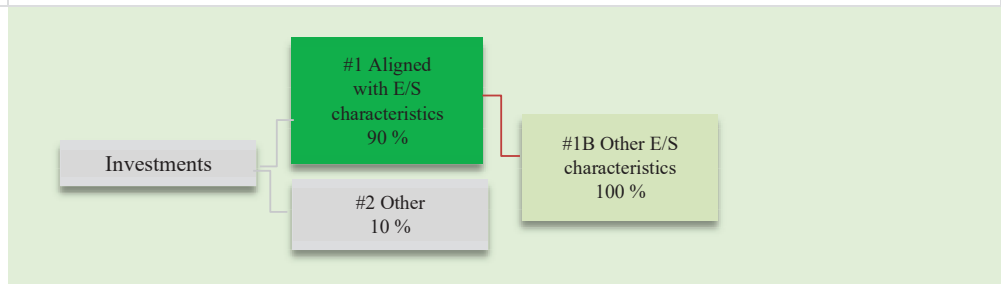 Investments
#1 Aligned
with E/S
characteristics
90 %
#2 Other
10 %
#1B Other E/S
characteristics
100 %